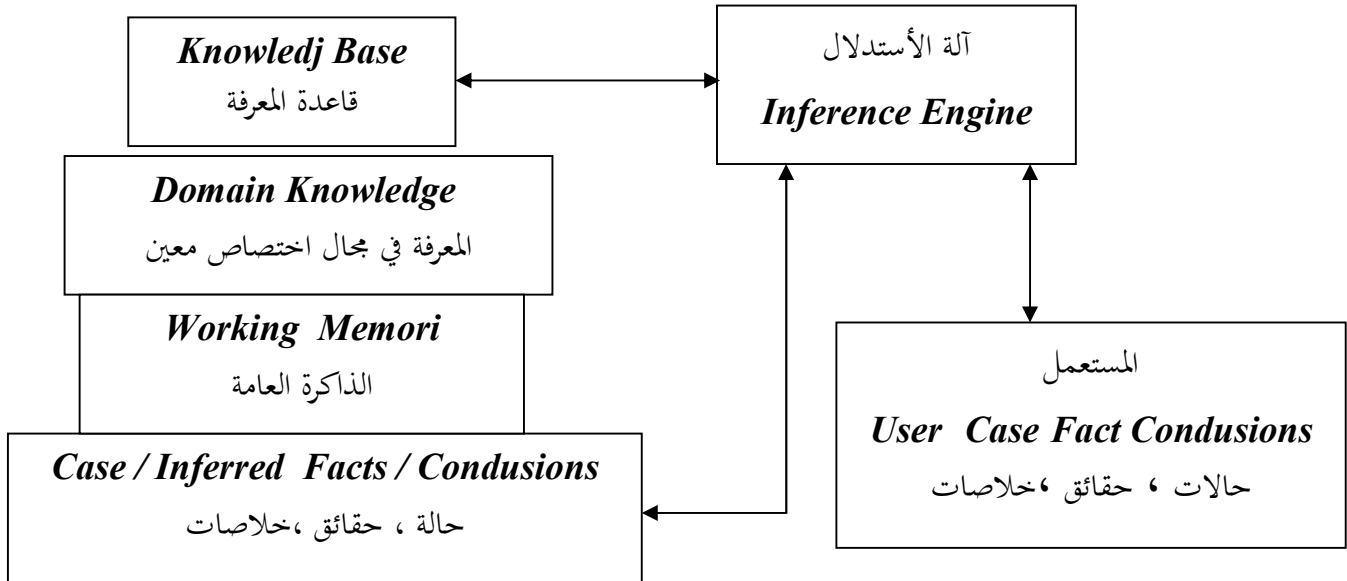 Knowledj Base
قاعدة المعرفة
آلة الأستدلال
Inference Engine
Domain Knowledge
المعرفة في مجال اختصاص معين
Working Memori
الذاكرة العامة
Case / Inferred Facts / Condusions
حالة ، حقائق ،خلاصات
المستعمل
User Case Fact Condusions
حالات ، حقائق ،خلاصات